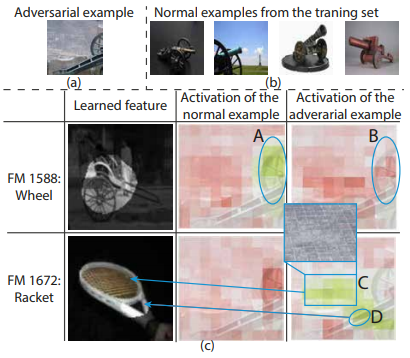 Adversarial example
Normal examples from the traning set
(a)
(b)
Learned feature
Activation of the
normal example
Activation of the
adverarial example
FM 1588:
Wheel
A
B
FM 1672:
Racket
C
D
(c)